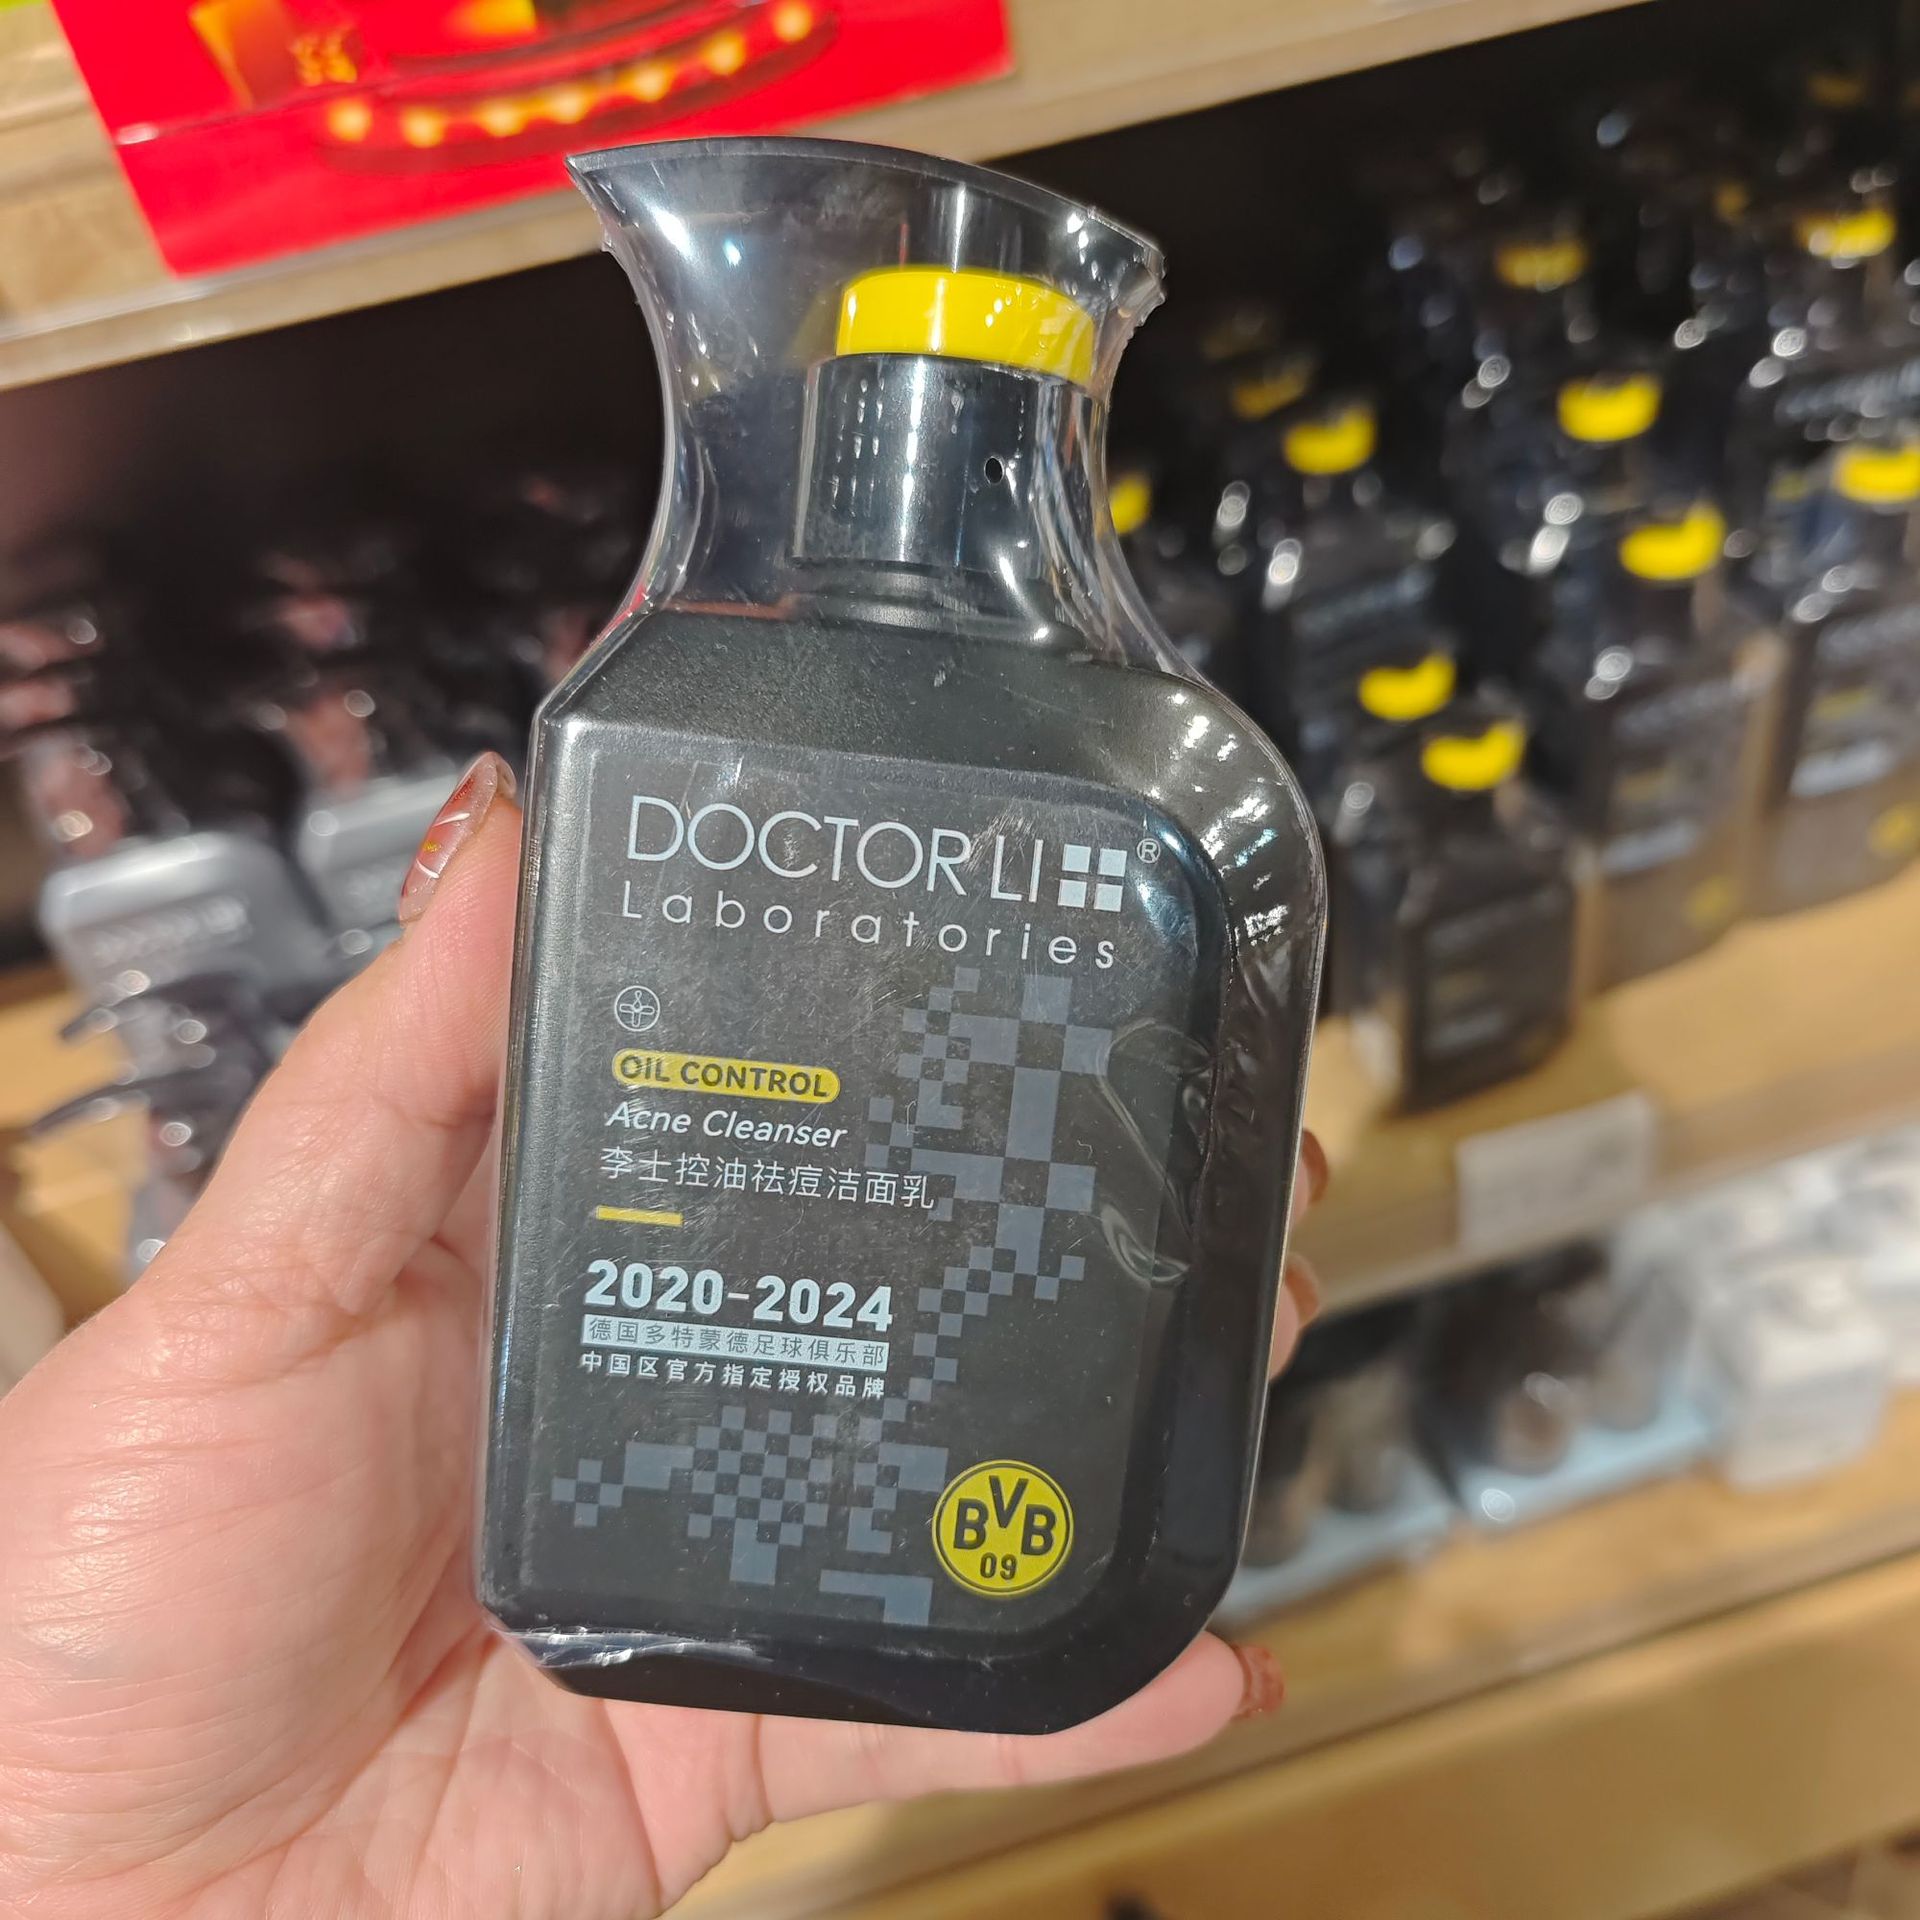 DOCTOR LI ®
Laboratories
OIL CONTROL
Acne Cleanser
李士控油祛痘洁面乳
2020-2024
德国多特蒙德足球俱乐部
中国区官方指定授权品牌
BVB
09